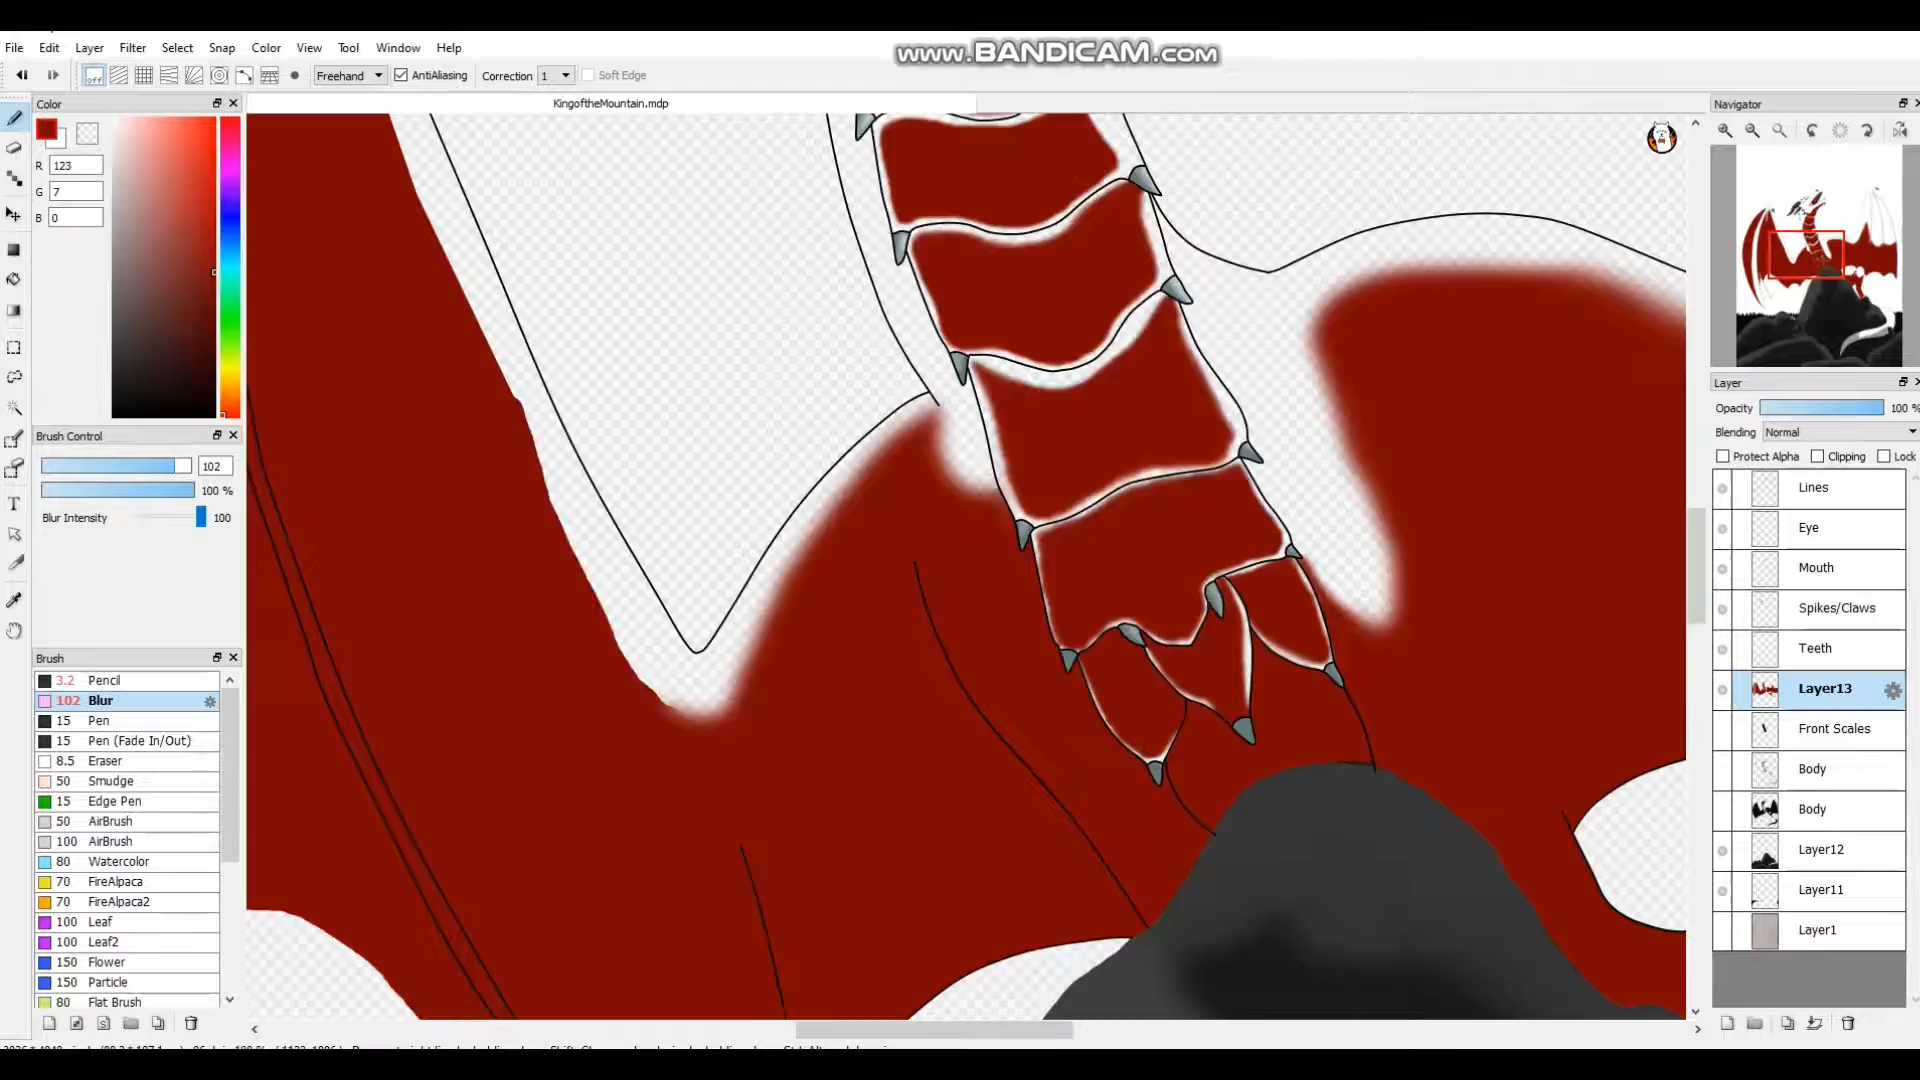 File Edit Layer Filter Select Snap Color View Tool Window Help
www.BANDICAM.com
off Freehand AntiAliasing Correction 1 Soft Edge
Color
KingoftheMountain.mdp
Navigator
R 123
G 7
B 0
Brush Control
102
100 %
Blur Intensity 100
Brush
3.2 Pencil
102 Blur
15 Pen
15 Pen (Fade In/Out)
8.5 Eraser
50 Smudge
15 Edge Pen
50 AirBrush
100 AirBrush
80 Watercolor
70 FireAlpaca
70 FireAlpaca2
100 Leaf
100 Leaf2
150 Flower
150 Particle
80 Flat Brush
Layer
Opacity 100 %
Blending Normal
Protect Alpha Clipping Lock
Lines
Eye
Mouth
Spikes/Claws
Teeth
Layer13
Front Scales
Body
Body
Layer12
Layer11
Layer1